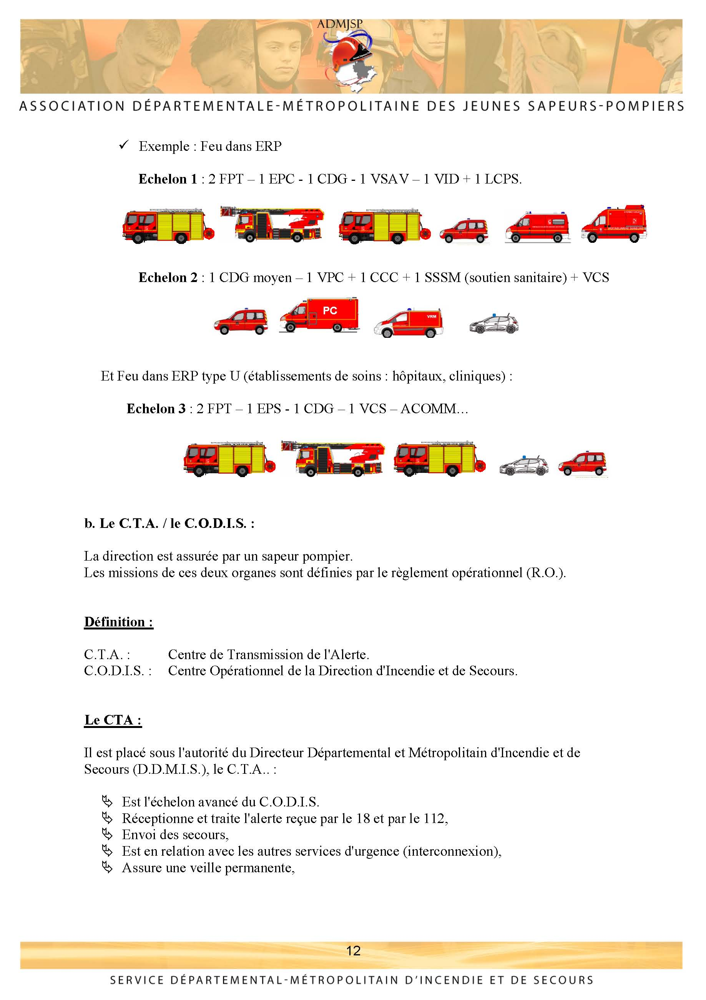 ADMJSP
ASSOCIATION DÉPARTEMENTALE-MÉTROPOLITAINE DES JEUNES SAPEURS-POMPIERS
✓ Exemple : Feu dans ERP
Echelon 1 : 2 FPT – 1 EPC - 1 CDG - 1 VSAV – 1 VID + 1 LCPS.
Echelon 2 : 1 CDG moyen – 1 VPC + 1 CCC + 1 SSSM (soutien sanitaire) + VCS
PC
VRM
Et Feu dans ERP type U (établissements de soins : hôpitaux, cliniques) :
Echelon 3 : 2 FPT – 1 EPS - 1 CDG – 1 VCS – ACOMM…
b. Le C.T.A. / le C.O.D.I.S. :
La direction est assurée par un sapeur pompier.
Les missions de ces deux organes sont définies par le règlement opérationnel (R.O.).
Définition :
C.T.A. : Centre de Transmission de l'Alerte.
C.O.D.I.S. : Centre Opérationnel de la Direction d'Incendie et de Secours.
Le CTA :
Il est placé sous l'autorité du Directeur Départemental et Métropolitain d'Incendie et de
Secours (D.D.M.I.S.), le C.T.A.. :
Est l'échelon avancé du C.O.D.I.S.
Réceptionne et traite l'alerte reçue par le 18 et par le 112,
Envoi des secours,
Est en relation avec les autres services d'urgence (interconnexion),
Assure une veille permanente,
12
SERVICE DÉPARTEMENTAL-MÉTROPOLITAIN D'INCENDIE ET DE SECOURS